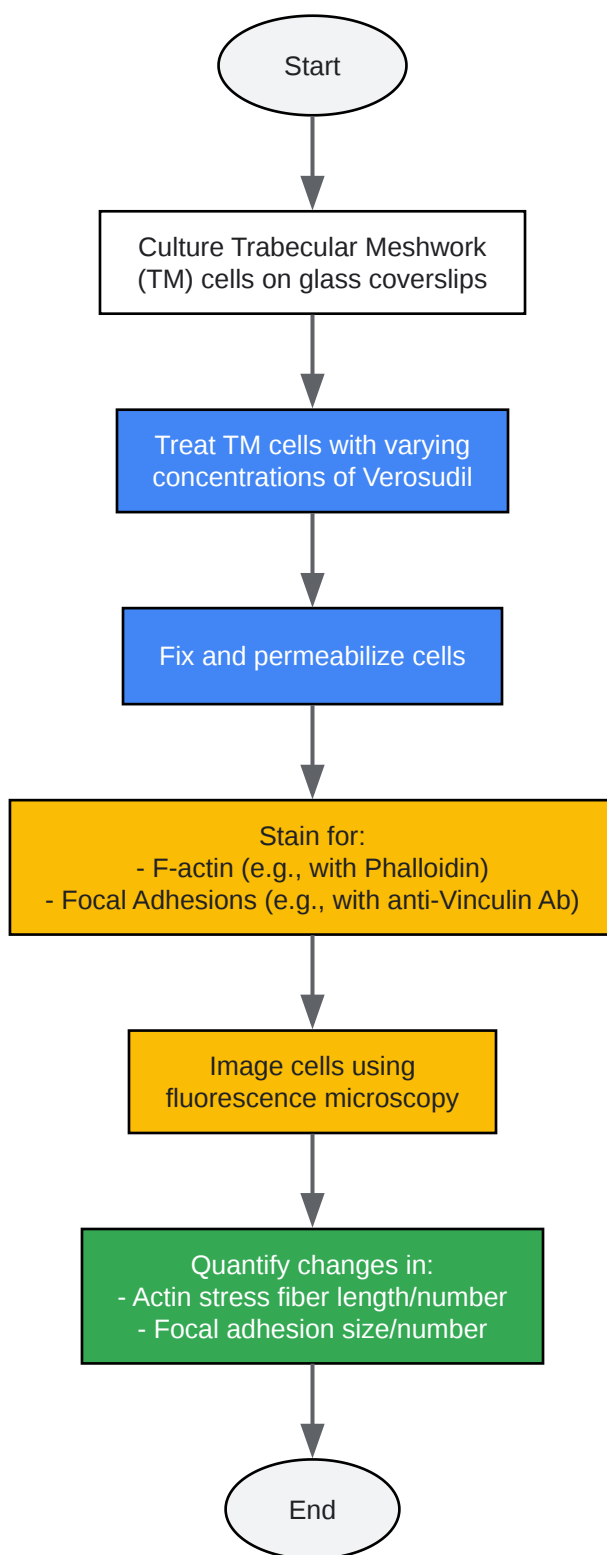 Start
Culture Trabecular Meshwork
(TM) cells on glass coverslips
Treat TM cells with varying
concentrations of Verosudil
Fix and permeabilize cells
Stain for:
- F-actin (e.g., with Phalloidin)
- Focal Adhesions (e.g., with anti-Vinculin Ab)
Image cells using
fluorescence microscopy
Quantify changes in:
- Actin stress fiber length/number
- Focal adhesion size/number
End